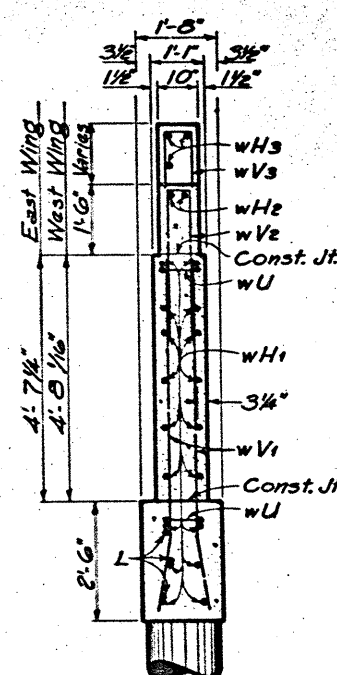 1'-8"
3½" 1'-1" 3½"
1½" 10" 1½"
East Wing
West Wing
Varies
1'-6"
wH3
wV3
wH2
wV2
Const. Jt.
wU
4'-7¼"
4'-8 1/16"
wH1
3¼"
wV1
Const. Jt.
wU
2'-6"
L